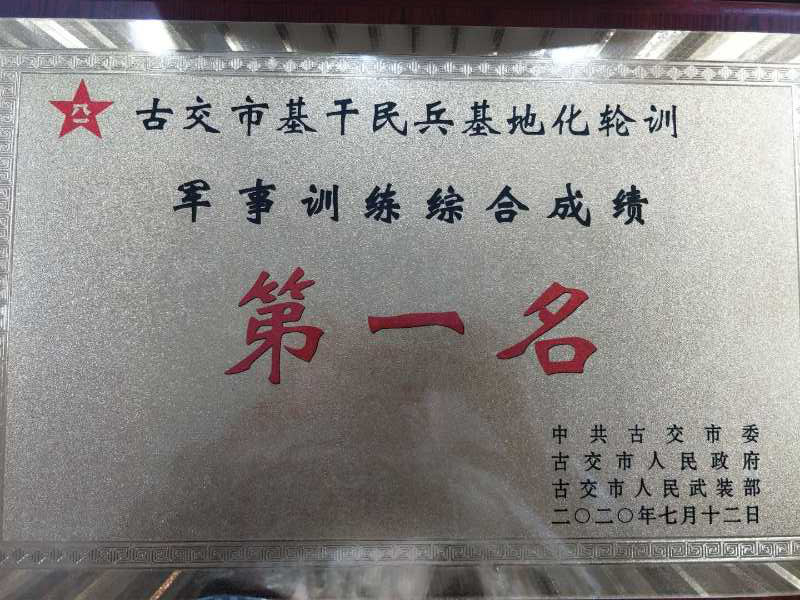 八一
古交市基干民兵基地化轮训
军事训练综合成绩
第一名
中共古交市委
古交市人民政府
古交市人民武装部
二〇二〇年七月十二日